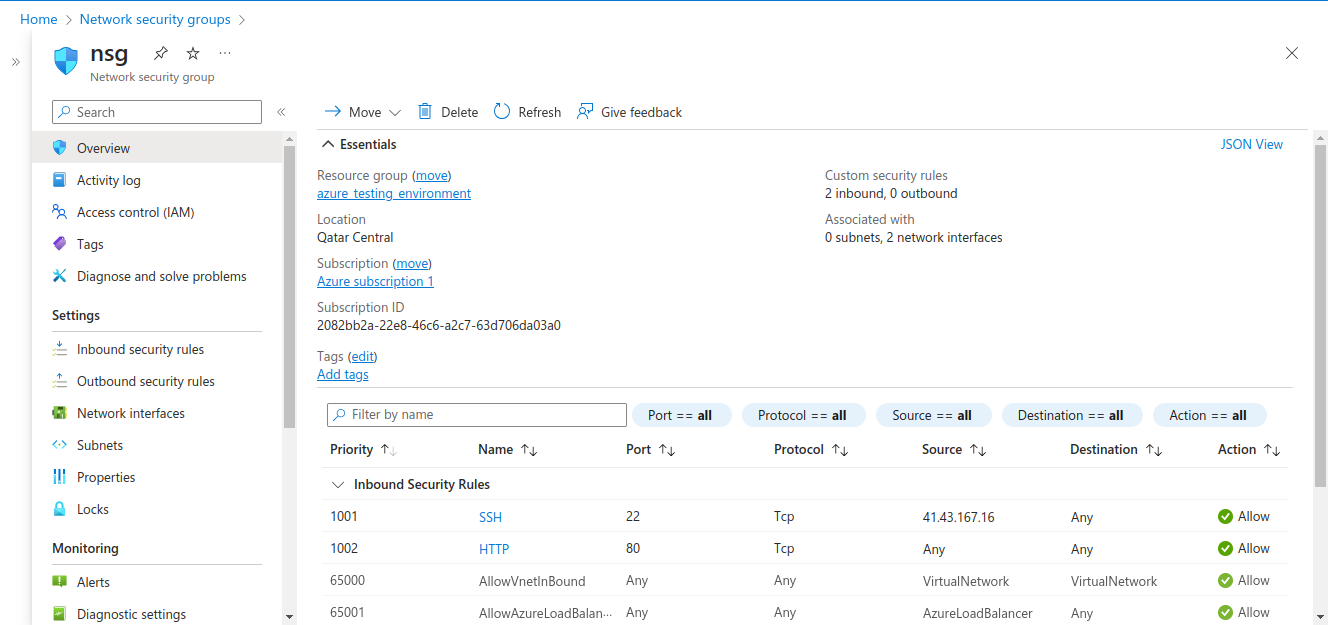 Home > Network security groups >
»
nsg ...
Network security group
Search
«
Overview
Activity log
Access control (IAM)
Tags
Diagnose and solve problems
Settings
Inbound security rules
Outbound security rules
Network interfaces
Subnets
Properties
Locks
Monitoring
Alerts
Diagnostic settings
Move Delete Refresh Give feedback
Essentials JSON View
Resource group (move)
azure_testing_environment
Location
Qatar Central
Subscription (move)
Azure subscription 1
Subscription ID
2082bb2a-22e8-46c6-a2c7-63d706da03a0
Custom security rules
2 inbound, 0 outbound
Associated with
0 subnets, 2 network interfaces
Tags (edit)
Add tags
Filter by name Port == all Protocol == all Source == all Destination == all Action == all
Priority ↑↓ Name ↑↓ Port ↑↓ Protocol ↑↓ Source ↑↓ Destination ↑↓ Action ↑↓
Inbound Security Rules
1001 SSH 22 Tcp 41.43.167.16 Any Allow
1002 HTTP 80 Tcp Any Any Allow
65000 AllowVnetInBound Any Any VirtualNetwork VirtualNetwork Allow
65001 AllowAzureLoadBalan... Any Any AzureLoadBalancer Any Allow